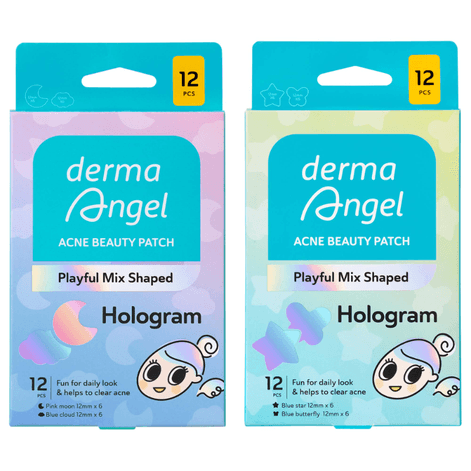 12
PCS
derma
Angel
ACNE BEAUTY PATCH
Playful Mix Shaped
Hologram
12
PCS
Fun for daily look
& helps to clear acne
Pink moon 12mm x 6
Blue cloud 12mm x 6
12
PCS
derma
Angel
ACNE BEAUTY PATCH
Playful Mix Shaped
Hologram
12
PCS
Fun for daily look
& helps to clear acne
Blue star 12mm x 6
Blue butterfly 12mm x 6